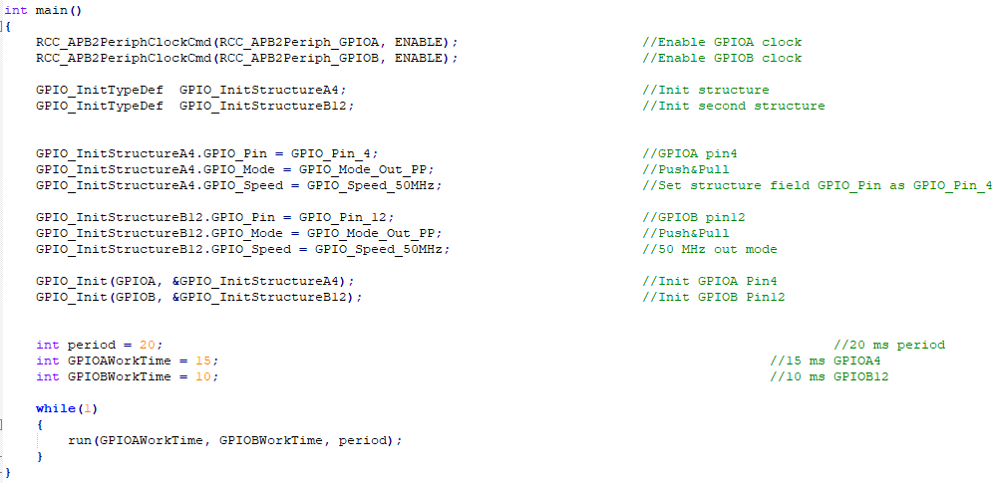 int main()
{
    RCC_APB2PeriphClockCmd(RCC_APB2Periph_GPIOA, ENABLE);                       //Enable GPIOA clock
    RCC_APB2PeriphClockCmd(RCC_APB2Periph_GPIOB, ENABLE);                       //Enable GPIOB clock
    GPIO_InitTypeDef  GPIO_InitStructureA4;                                     //Init structure
    GPIO_InitTypeDef  GPIO_InitStructureB12;                                    //Init second structure
    GPIO_InitStructureA4.GPIO_Pin = GPIO_Pin_4;                                 //GPIOA pin4
    GPIO_InitStructureA4.GPIO_Mode = GPIO_Mode_Out_PP;                          //Push&Pull
    GPIO_InitStructureA4.GPIO_Speed = GPIO_Speed_50MHz;                         //Set structure field GPIO_Pin as GPIO_Pin_4
    GPIO_InitStructureB12.GPIO_Pin = GPIO_Pin_12;                               //GPIOB pin12
    GPIO_InitStructureB12.GPIO_Mode = GPIO_Mode_Out_PP;                         //Push&Pull
    GPIO_InitStructureB12.GPIO_Speed = GPIO_Speed_50MHz;                        //50 MHz out mode
    GPIO_Init(GPIOA, &GPIO_InitStructureA4);                                    //Init GPIOA Pin4
    GPIO_Init(GPIOB, &GPIO_InitStructureB12);                                   //Init GPIOB Pin12
    int period = 20;                                                            //20 ms period
    int GPIOAWorkTime = 15;                                                     //15 ms GPIOA4
    int GPIOBWorkTime = 10;                                                     //10 ms GPIOB12
    while(1)
    {
        run(GPIOAWorkTime, GPIOBWorkTime, period);
    }
}